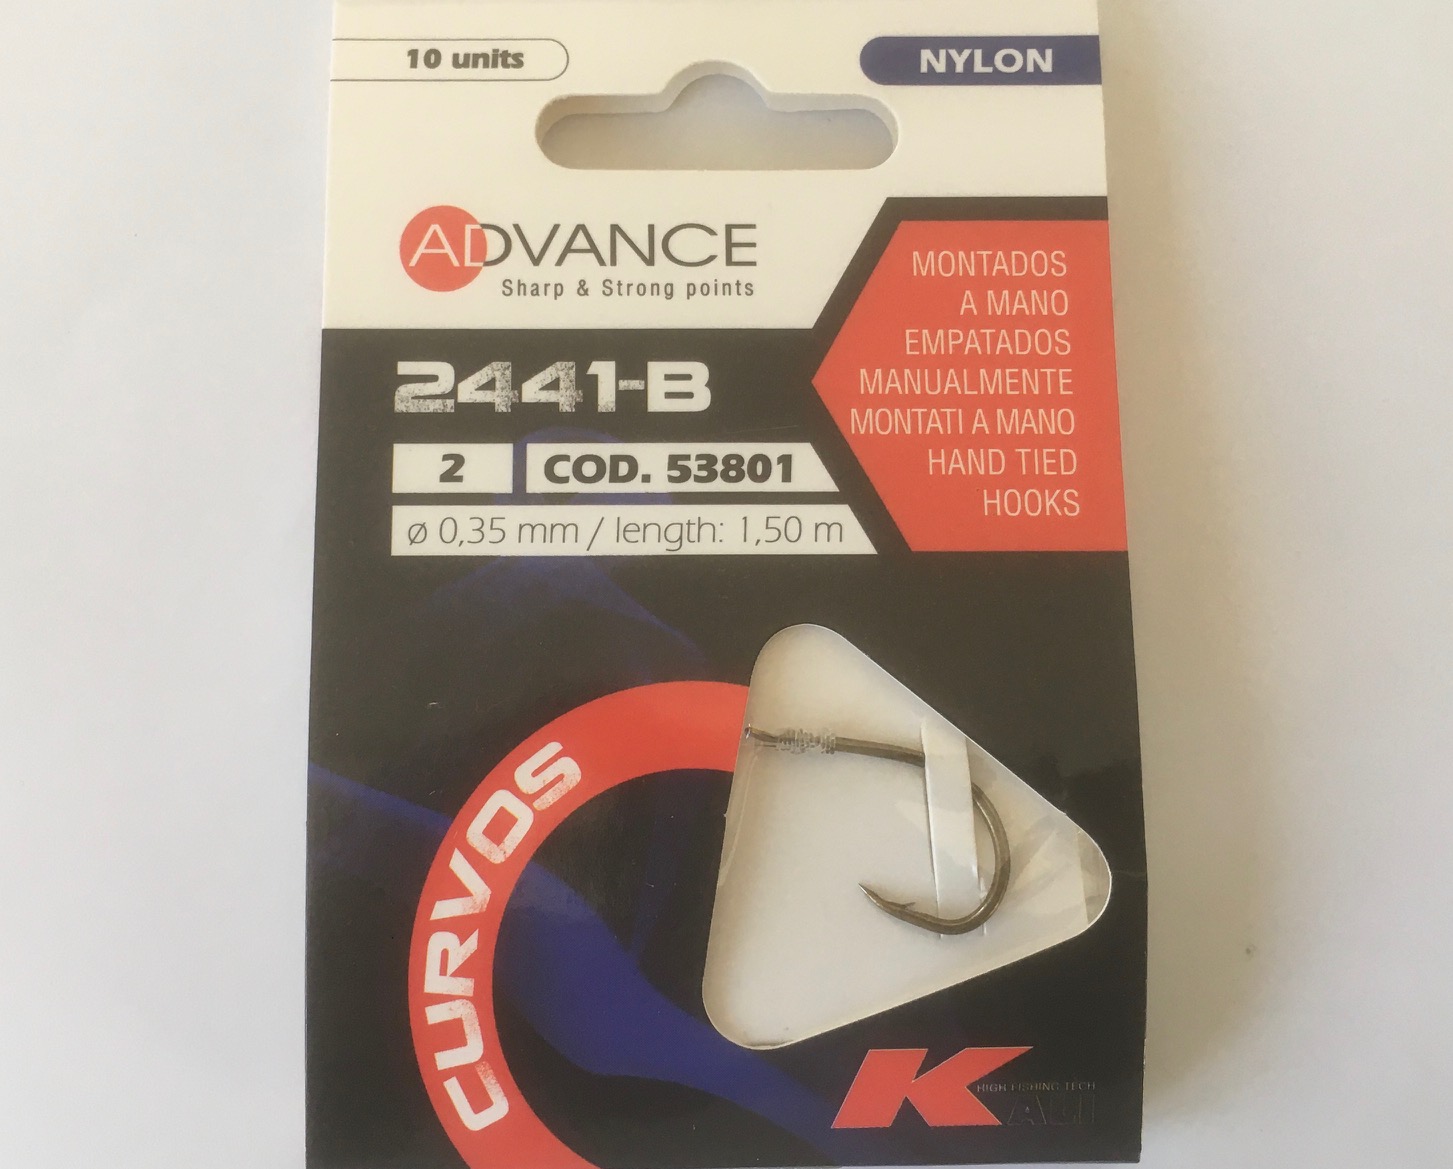 10 units
NYLON
ADVANCE
Sharp & Strong points
MONTADOS
A MANO
EMPATADOS
MANUALMENTE
MONTATI A MANO
HAND TIED
HOOKS
2441-B
2
COD. 53801
ø 0,35 mm / length: 1,50 m
CURVOS
K
HIGH FISHING TECH
ALI